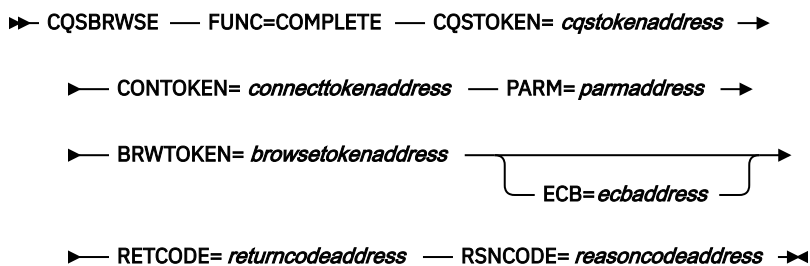 CQSBRWSE FUNC=COMPLETE CQSTOKEN= cqstokenaddress
CONTOKEN= connecttokenaddress PARM= parmaddress
BRWTOKEN= browsetokenaddress
ECB= ecbaddress
RETCODE= returncodeaddress RSNCODE= reasoncodeaddress